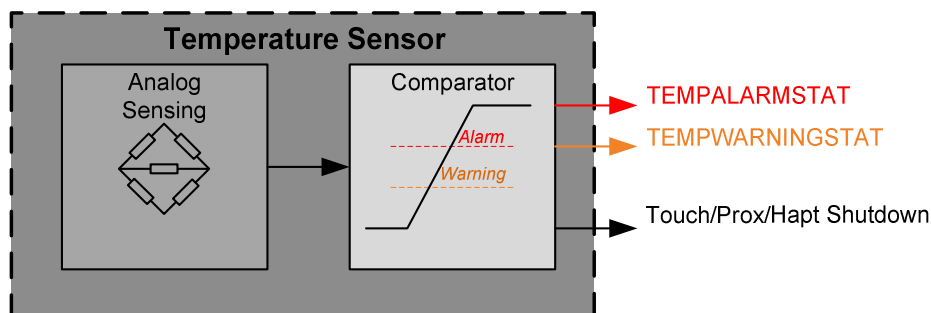 Temperature Sensor
Analog
Sensing
Comparator
Alarm
Warning
TEMPALARMSTAT
TEMPWARNINGSTAT
Touch/Prox/Hapt Shutdown